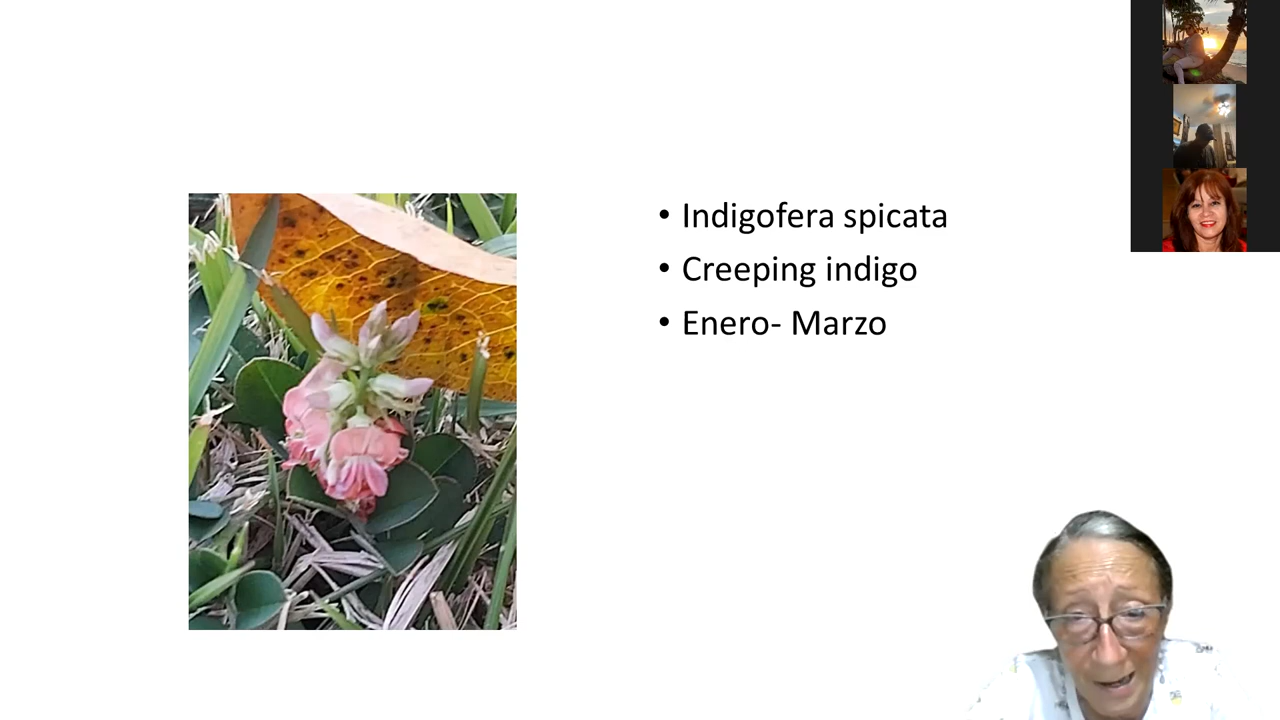 • Indigofera spicata
• Creeping indigo
• Enero- Marzo